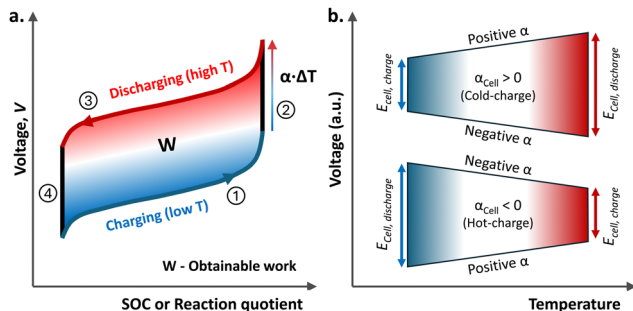 a.
Voltage, V
Discharging (high T)
③
α·ΔT
②
W
④
①
Charging (low T)
W - Obtainable work
SOC or Reaction quotient
b.
Voltage (a.u.)
Positive α
E_cell, charge
α_Cell > 0
(Cold-charge)
E_Cell, discharge
Negative α
Negative α
E_Cell, discharge
α_Cell < 0
(Hot-charge)
E_Cell, charge
Positive α
Temperature